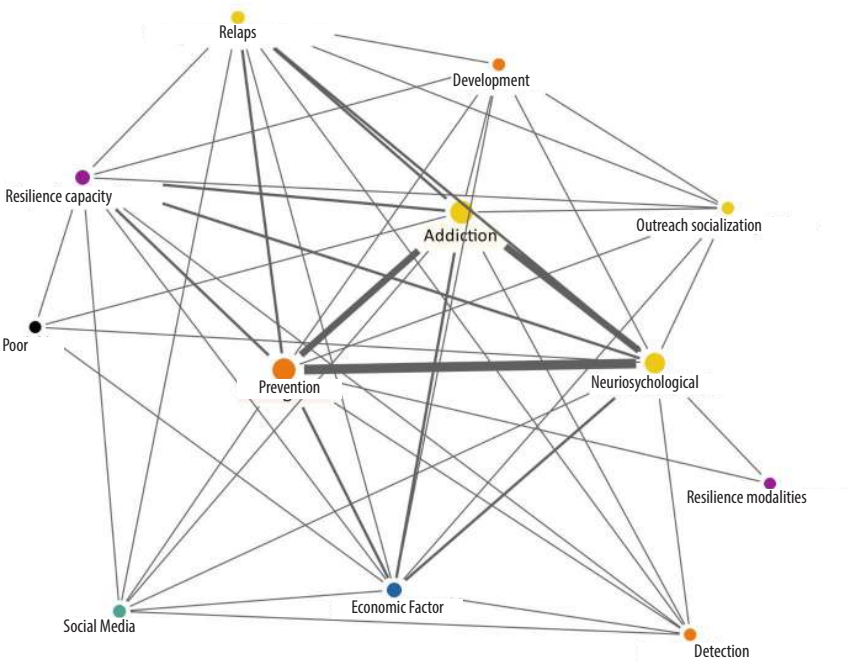 Relaps
Development
Resilience capacity
Outreach socialization
Addiction
Poor
Prevention
Neuriosychological
Resilience modalities
Economic Factor
Social Media
Detection